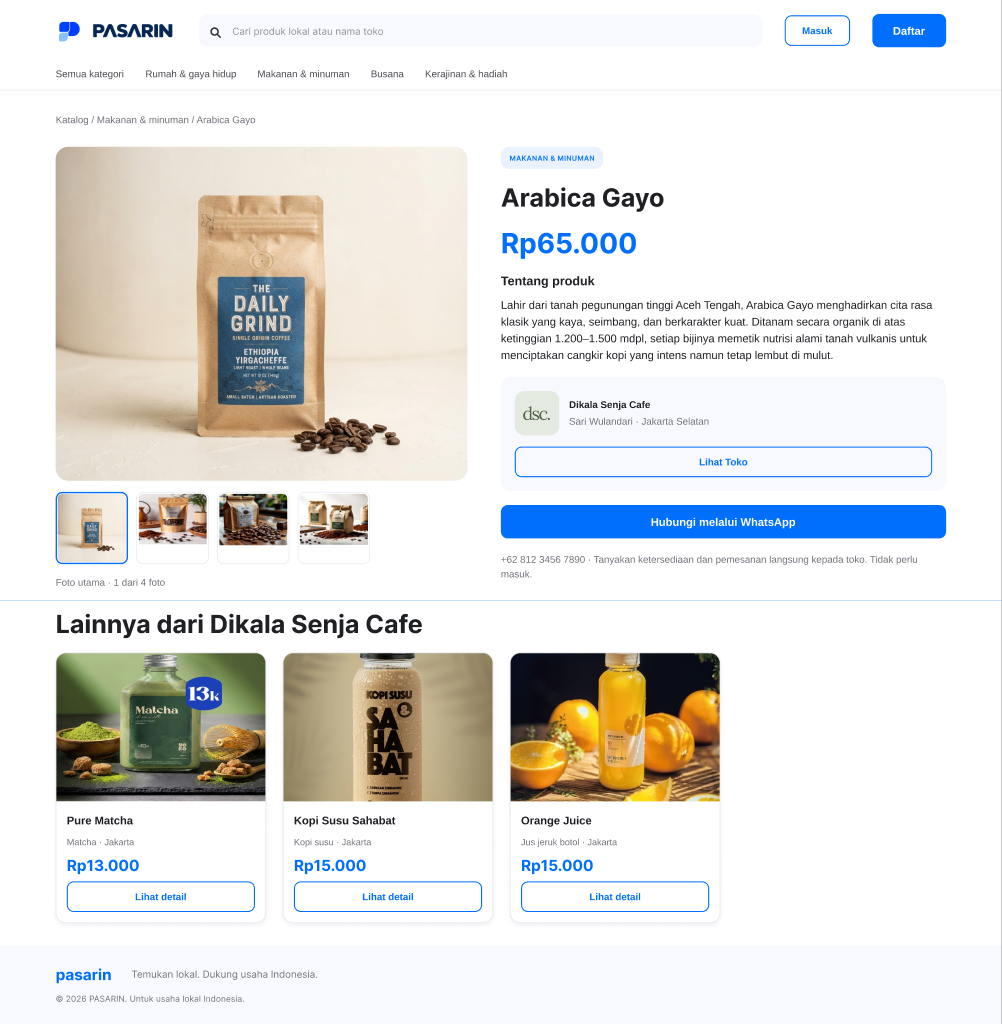 PASARIN
Cari produk lokal atau nama toko
Masuk
Daftar
Semua kategori
Rumah & gaya hidup
Makanan & minuman
Busana
Kerajinan & hadiah
Katalog / Makanan & minuman / Arabica Gayo
THE
DAILY
GRIND
SINGLE ORIGIN COFFEE
ETHIOPIA
YIRGACHEFFE
LIGHT ROAST | WHOLE BEANS
NET WT 12 OZ (340g)
SMALL BATCH | ARTISAN ROASTED
Foto utama · 1 dari 4 foto
MAKANAN & MINUMAN
Arabica Gayo
Rp65.000
Tentang produk
Lahir dari tanah pegunungan tinggi Aceh Tengah, Arabica Gayo menghadirkan cita rasa
klasik yang kaya, seimbang, dan berkarakter kuat. Ditanam secara organik di atas
ketinggian 1.200–1.500 mdpl, setiap bijinya memetik nutrisi alami tanah vulkanis untuk
menciptakan cangkir kopi yang intens namun tetap lembut di mulut.
dsc.
Dikala Senja Cafe
Sari Wulandari · Jakarta Selatan
Lihat Toko
Hubungi melalui WhatsApp
+62 812 3456 7890 · Tanyakan ketersediaan dan pemesanan langsung kepada toko. Tidak perlu
masuk.
Lainnya dari Dikala Senja Cafe
Matcha
13k
Pure Matcha
Matcha · Jakarta
Rp13.000
Lihat detail
KOPI SUSU
SA
HA
BAT
Kopi Susu Sahabat
Kopi susu · Jakarta
Rp15.000
Lihat detail
Orange Juice
Jus jeruk botol · Jakarta
Rp15.000
Lihat detail
pasarin
Temukan lokal. Dukung usaha Indonesia.
© 2026 PASARIN. Untuk usaha lokal Indonesia.